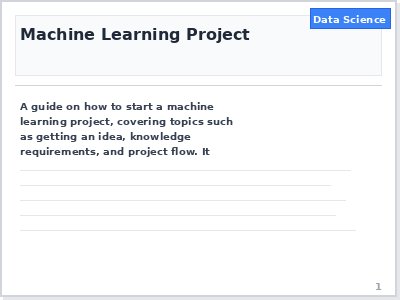 Data Science
Machine Learning Project
A guide on how to start a machine
learning project, covering topics such
as getting an idea, knowledge
requirements, and project flow. It
1